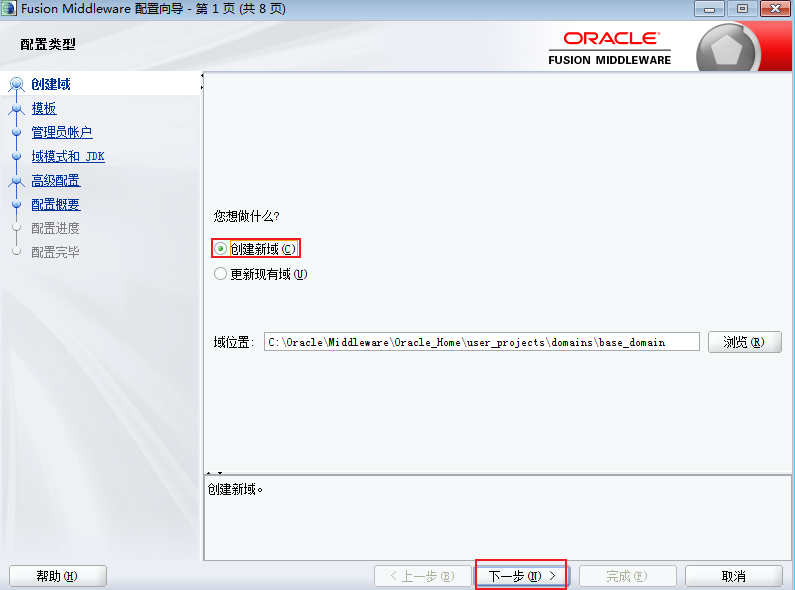 Fusion Middleware 配置向导 - 第 1 页 (共 8 页)
配置类型
ORACLE
FUSION MIDDLEWARE
创建域
模板
管理员帐户
域模式和 JDK
高级配置
配置概要
配置进度
配置完毕
您想做什么?
创建新域(C)
更新现有域(U)
域位置: C:\Oracle\Middleware\Oracle_Home\user_projects\domains\base_domain 浏览(R)
创建新域。
帮助(H) < 上一步(B) 下一步(N) > 完成(F) 取消